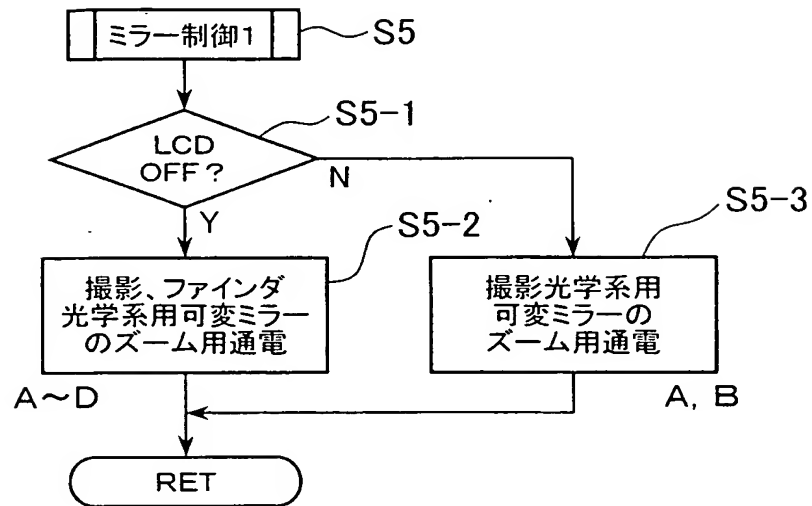 ミラー制御1
S5
LCD
OFF?
S5-1
N
Y
S5-2
S5-3
撮影、ファインダ
光学系用可変ミラー
のズーム用通電
撮影光学系用
可変ミラーの
ズーム用通電
A~D
A, B
RET